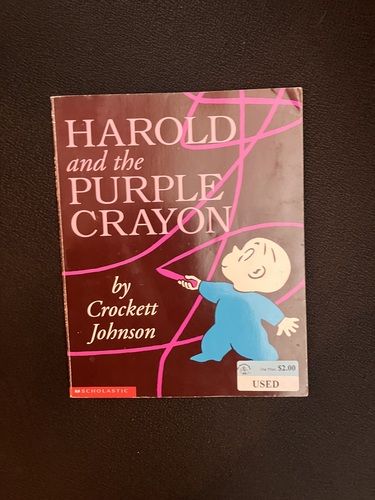 HAROLD
and the
PURPLE
CRAYON
by
Crockett
Johnson
SCHOLASTIC
$2.00
USED